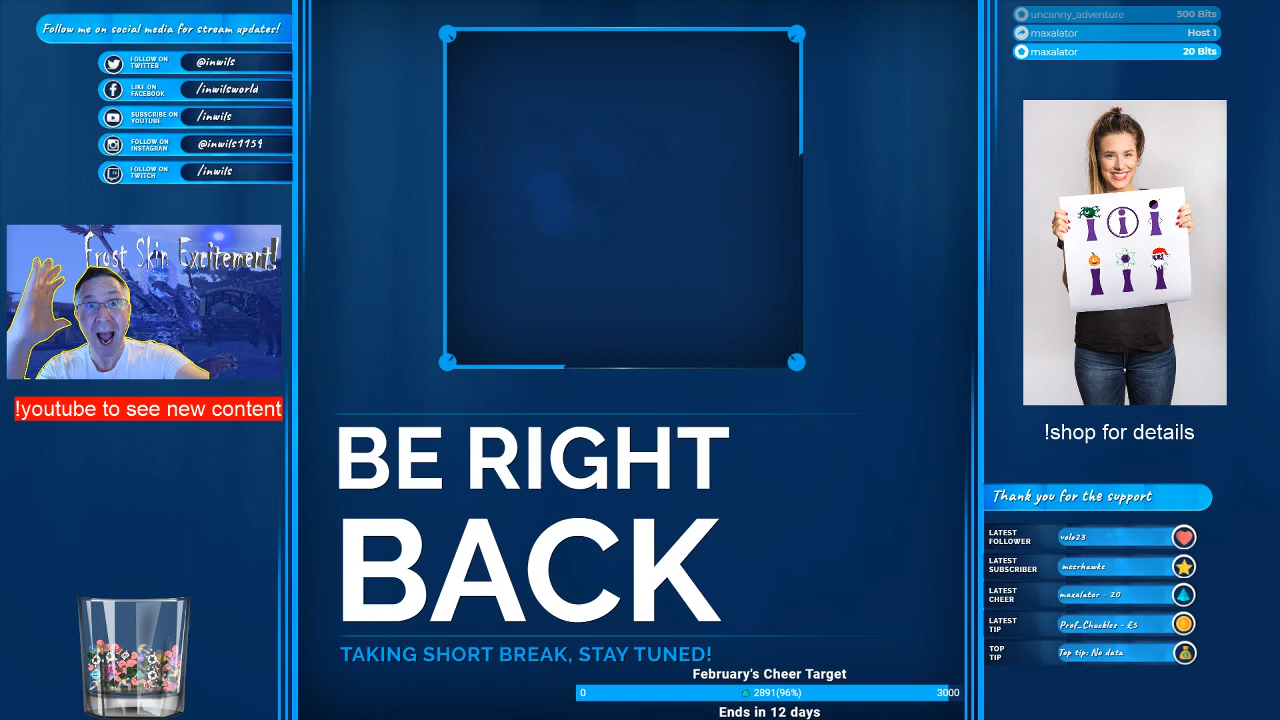 Follow me on social media for stream updates!
FOLLOW ON
TWITTER
@inwils
LIKE ON
FACEBOOK
/inwilsworld
SUBSCRIBE ON
YOUTUBE
/inwils
FOLLOW ON
INSTAGRAM
@inwils1159
FOLLOW ON
TWITCH
/inwils
Frost Skin Excitement!
!youtube to see new content
BE RIGHT
BACK
TAKING SHORT BREAK, STAY TUNED!
February's Cheer Target
0 2891(96%) 3000
Ends in 12 days
uncanny_adventure 500 Bits
maxalator Host 1
maxalator 20 Bits
!shop for details
Thank you for the support
LATEST
FOLLOWER
volo23
LATEST
SUBSCRIBER
meerhawke
LATEST
CHEER
maxalator - 20
LATEST
TIP
Prof_Chuckles - £5
TOP
TIP
Top tip: No data